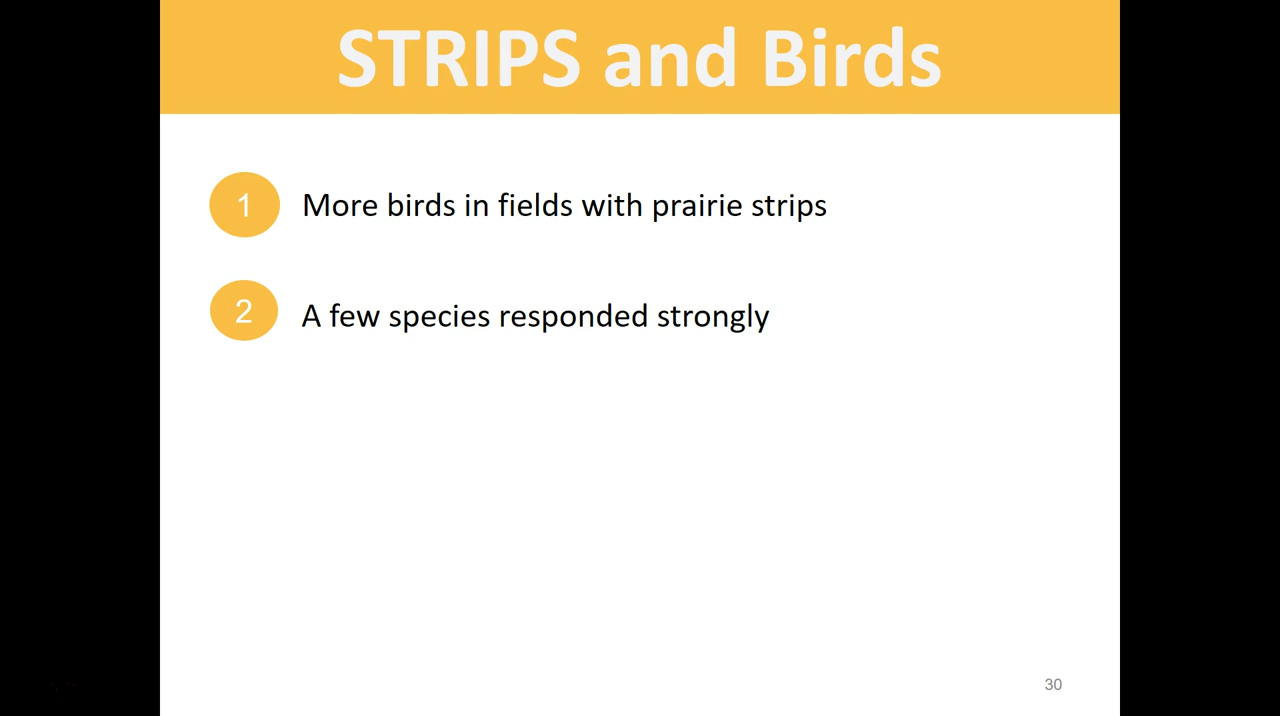 STRIPS and Birds
1 More birds in fields with prairie strips
2 A few species responded strongly
30